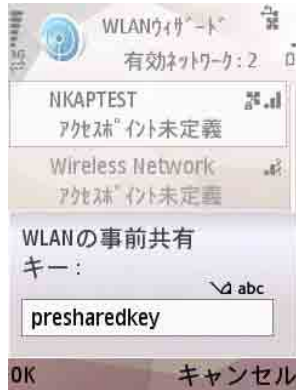 WLANｳｨｻﾞｰﾄﾞ
有効ﾈｯﾄﾜｰｸ: 2
NKAPTEST
ｱｸｾｽﾎﾟｲﾝﾄ未定義
Wireless Network
ｱｸｾｽﾎﾟｲﾝﾄ未定義
WLANの事前共有
キー:
abc
presharedkey
OK キャンセル